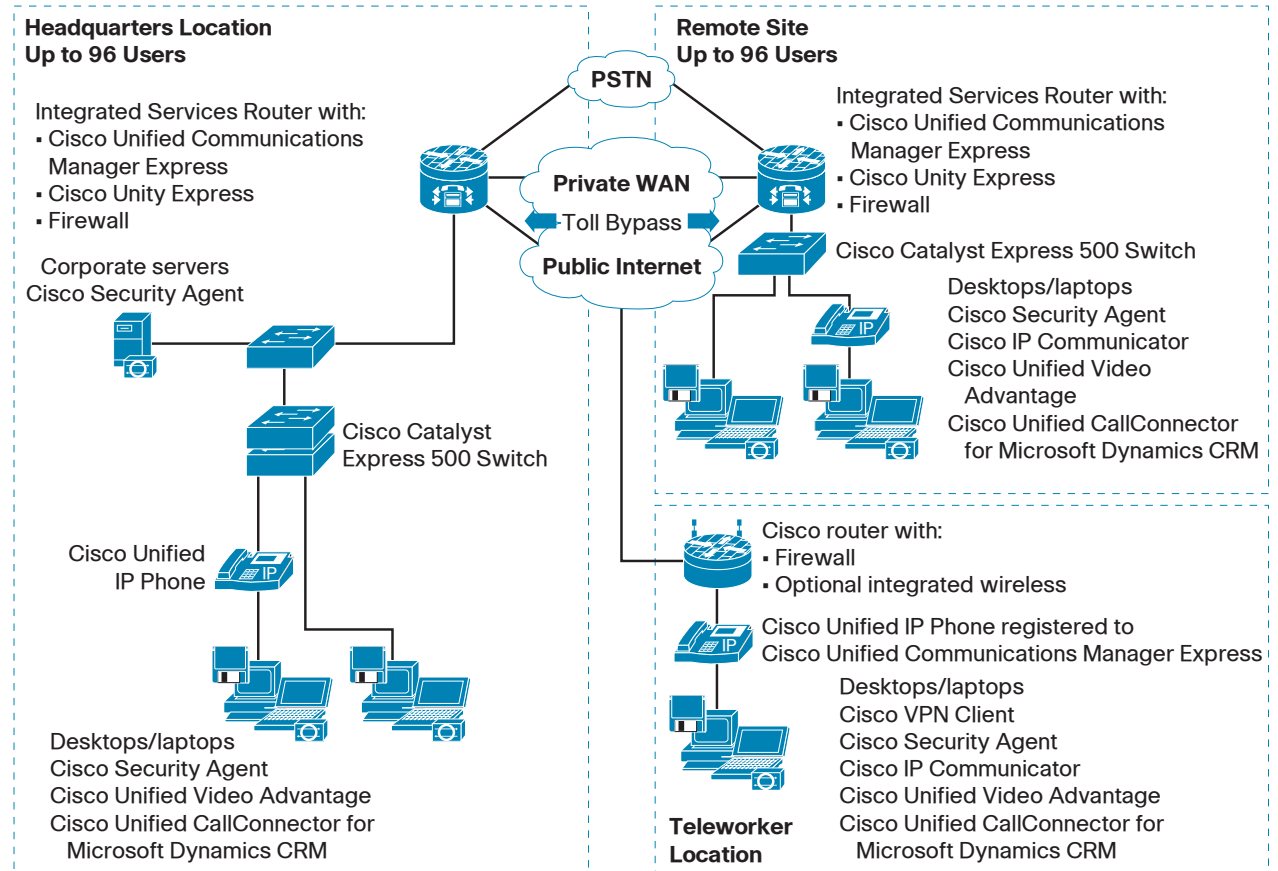 Headquarters Location
Up to 96 Users
Integrated Services Router with:
▪ Cisco Unified Communications
Manager Express
▪ Cisco Unity Express
▪ Firewall
Corporate servers
Cisco Security Agent
Cisco Catalyst
Express 500 Switch
Cisco Unified
IP Phone
IP
Desktops/laptops
Cisco Security Agent
Cisco Unified Video Advantage
Cisco Unified CallConnector for
Microsoft Dynamics CRM
PSTN
Private WAN
Toll Bypass
Public Internet
Remote Site
Up to 96 Users
Integrated Services Router with:
▪ Cisco Unified Communications
Manager Express
▪ Cisco Unity Express
▪ Firewall
Cisco Catalyst Express 500 Switch
IP
Desktops/laptops
Cisco Security Agent
Cisco IP Communicator
Cisco Unified Video
Advantage
Cisco Unified CallConnector
for Microsoft Dynamics CRM
Cisco router with:
▪ Firewall
▪ Optional integrated wireless
IP
Cisco Unified IP Phone registered to
Cisco Unified Communications Manager Express
Desktops/laptops
Cisco VPN Client
Cisco Security Agent
Cisco IP Communicator
Cisco Unified Video Advantage
Cisco Unified CallConnector for
Microsoft Dynamics CRM
Teleworker
Location